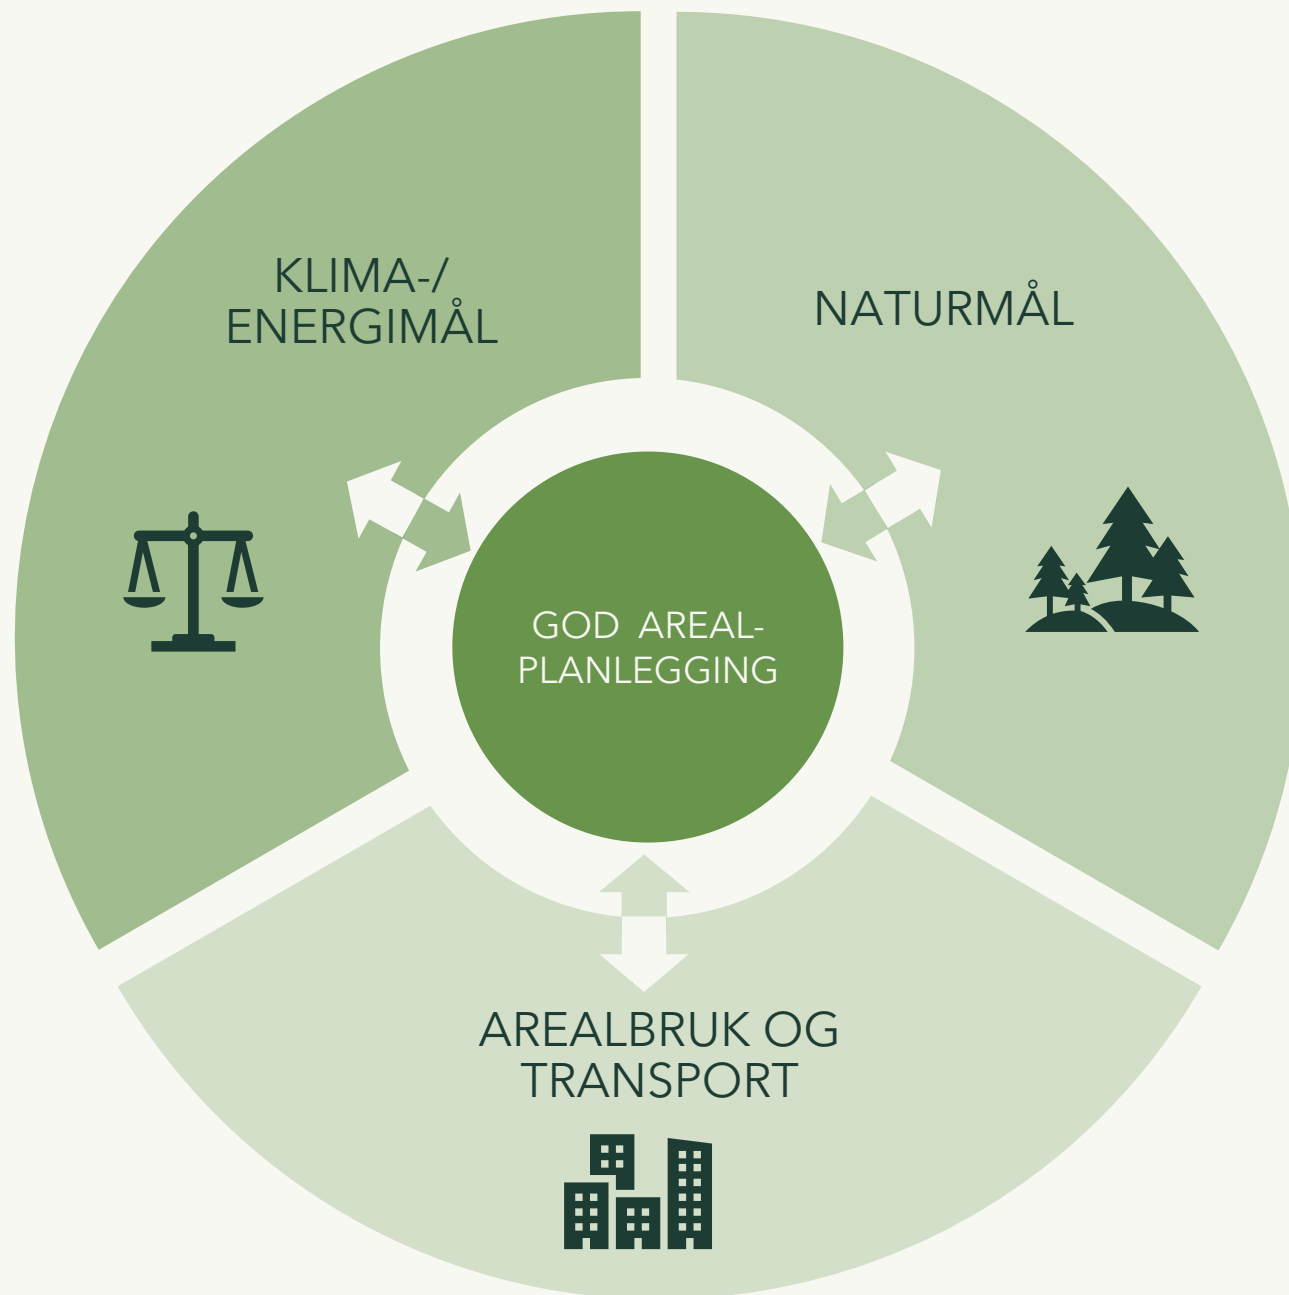 KLIMA-/
ENERGIMÅL
NATURMÅL
GOD AREAL-
PLANLEGGING
AREALBRUK OG
TRANSPORT